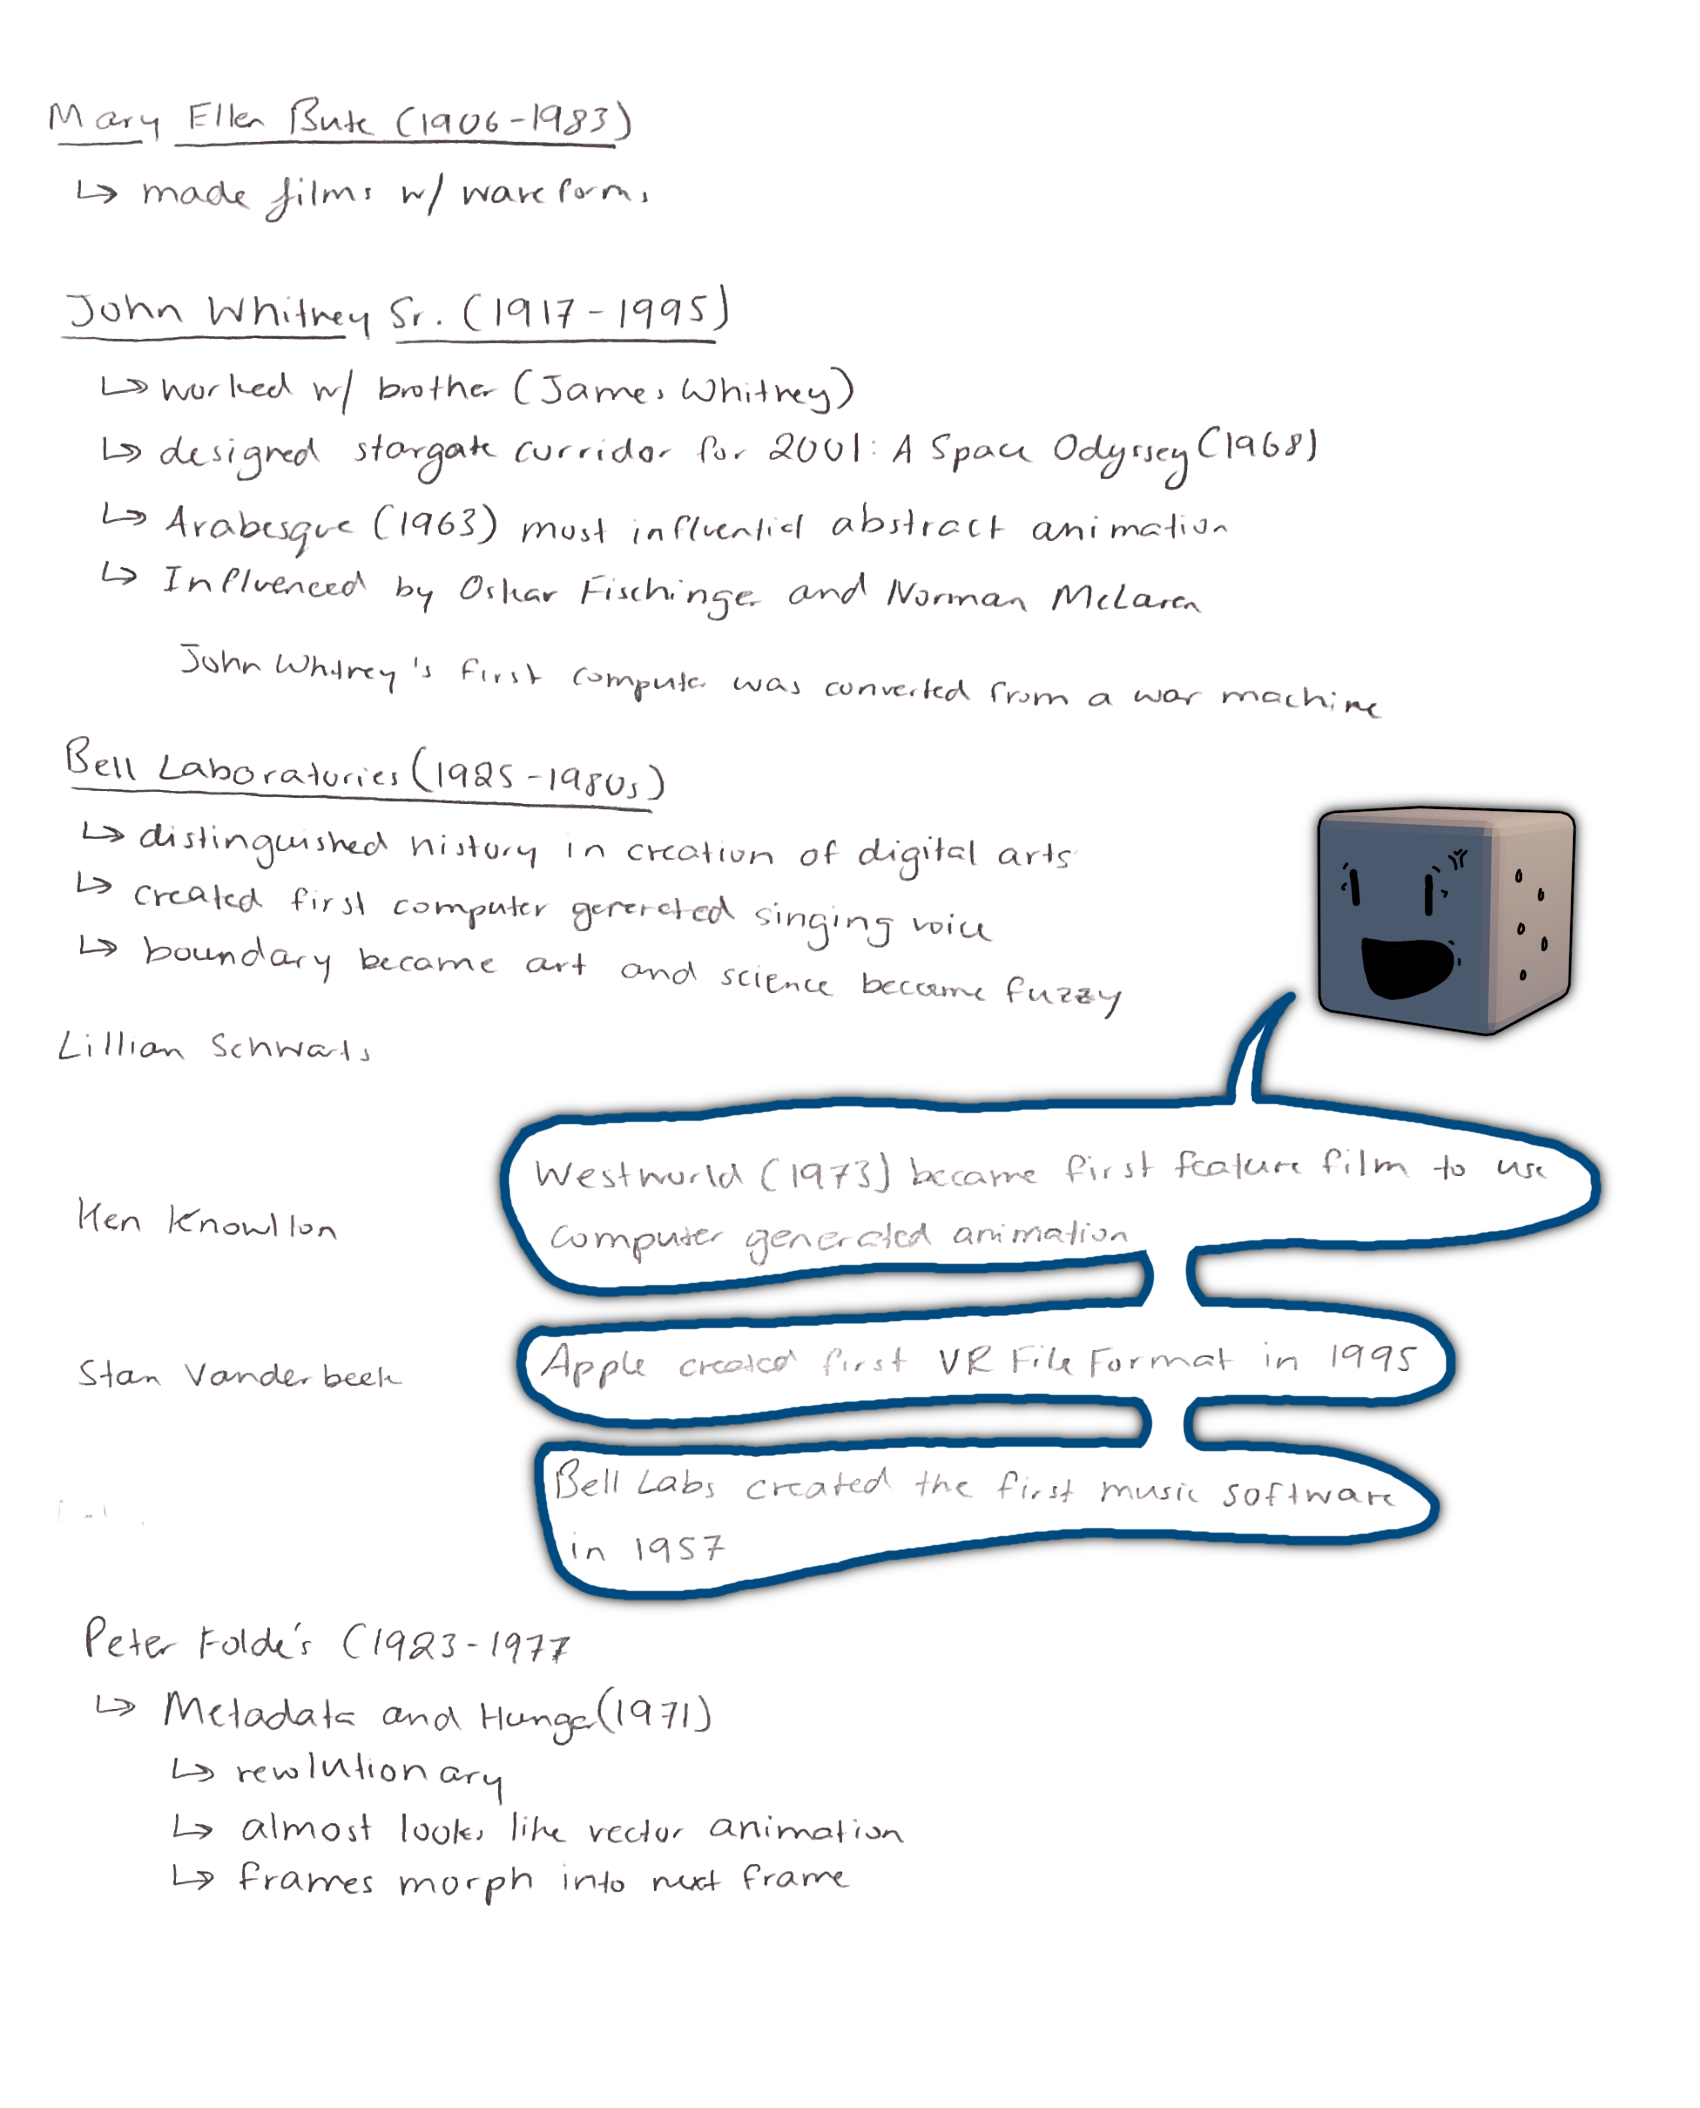 Mary Ellen Bute (1906-1983)
↳ made films w/ waveforms
John Whitney Sr. (1917-1995)
↳ worked w/ brother (James Whitney)
↳ designed stargate corridor for 2001: A Space Odyssey (1968)
↳ Arabesque (1963) most influential abstract animation
↳ Influenced by Oskar Fischinger and Norman McLaren
John Whitney's first computer was converted from a war machine
Bell Laboratories (1925-1980s)
↳ distinguished history in creation of digital arts
↳ created first computer generated singing voice
↳ boundary became art and science became fuzzy
Lillian Schwarts
Westworld (1973) became first feature film to use
computer generated animation
Ken Knowlton
Apple created first VR File Format in 1995
Stan Vanderbeek
Bell Labs created the first music software
in 1957
Peter Folde's (1923-1977
↳ Metadata and Hunger (1971)
↳ revolutionary
↳ almost looks like vector animation
↳ frames morph into next frame